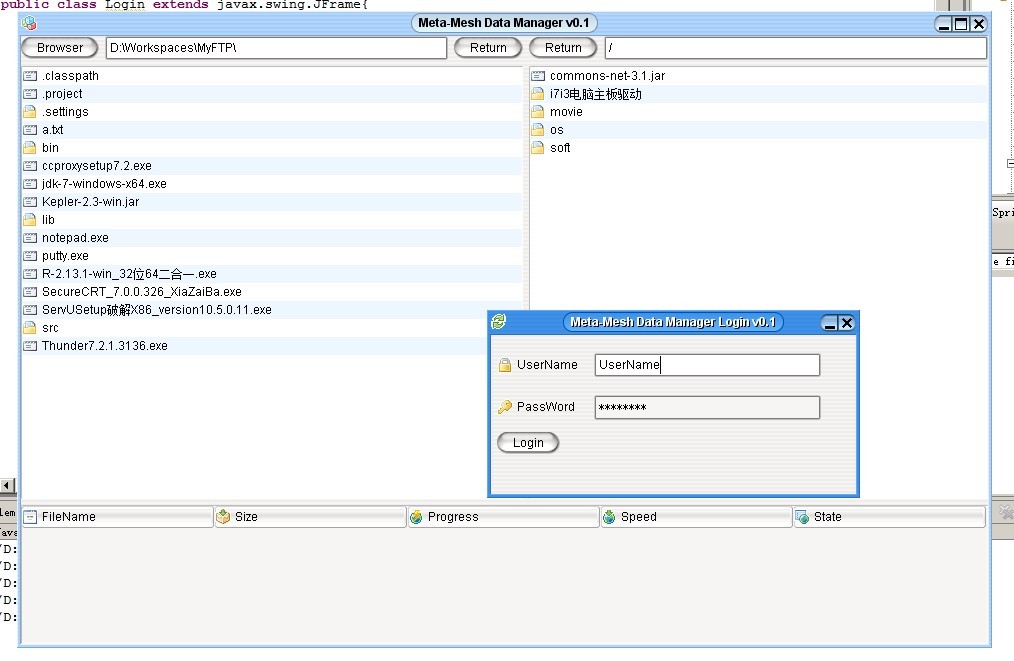 public class Login extends javax.swing.JFrame{
Meta-Mesh Data Manager v0.1
Browser D:\Workspaces\MyFTP\ Return Return /
.classpath
.project
.settings
a.txt
bin
ccproxysetup7.2.exe
jdk-7-windows-x64.exe
Kepler-2.3-win.jar
lib
notepad.exe
putty.exe
R-2.13.1-win_32位64二合一.exe
SecureCRT_7.0.0.326_XiaZaiBa.exe
ServUSetup破解X86_version10.5.0.11.exe
src
Thunder7.2.1.3136.exe
commons-net-3.1.jar
i7i3电脑主板驱动
movie
os
soft
Spri
e fi
Meta-Mesh Data Manager Login v0.1
UserName UserName
PassWord ********
Login
FileName Size Progress Speed State
lem
Java
/D:
/D:
/D:
/D:
/D: